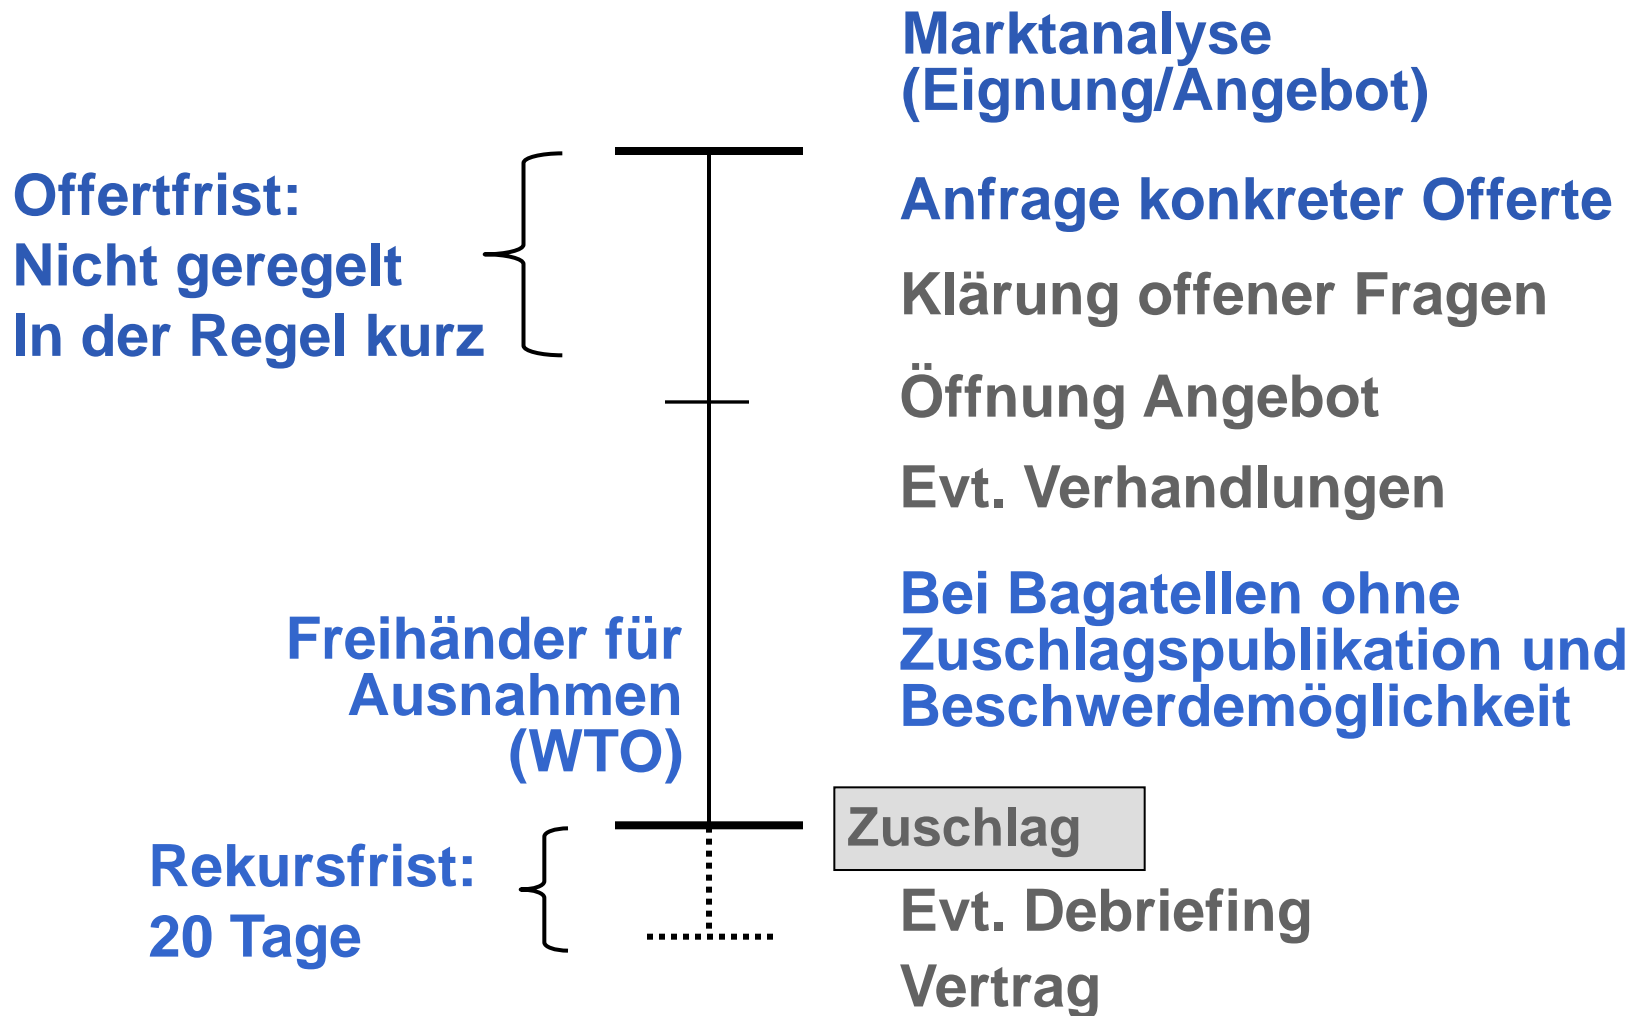 Marktanalyse
(Eignung/Angebot)
Offertfrist:
Nicht geregelt
In der Regel kurz
Anfrage konkreter Offerte
Klärung offener Fragen
Öffnung Angebot
Evt. Verhandlungen
Freihänder für
Ausnahmen
(WTO)
Bei Bagatellen ohne
Zuschlagspublikation und
Beschwerdemöglichkeit
Zuschlag
Rekursfrist:
20 Tage
Evt. Debriefing
Vertrag